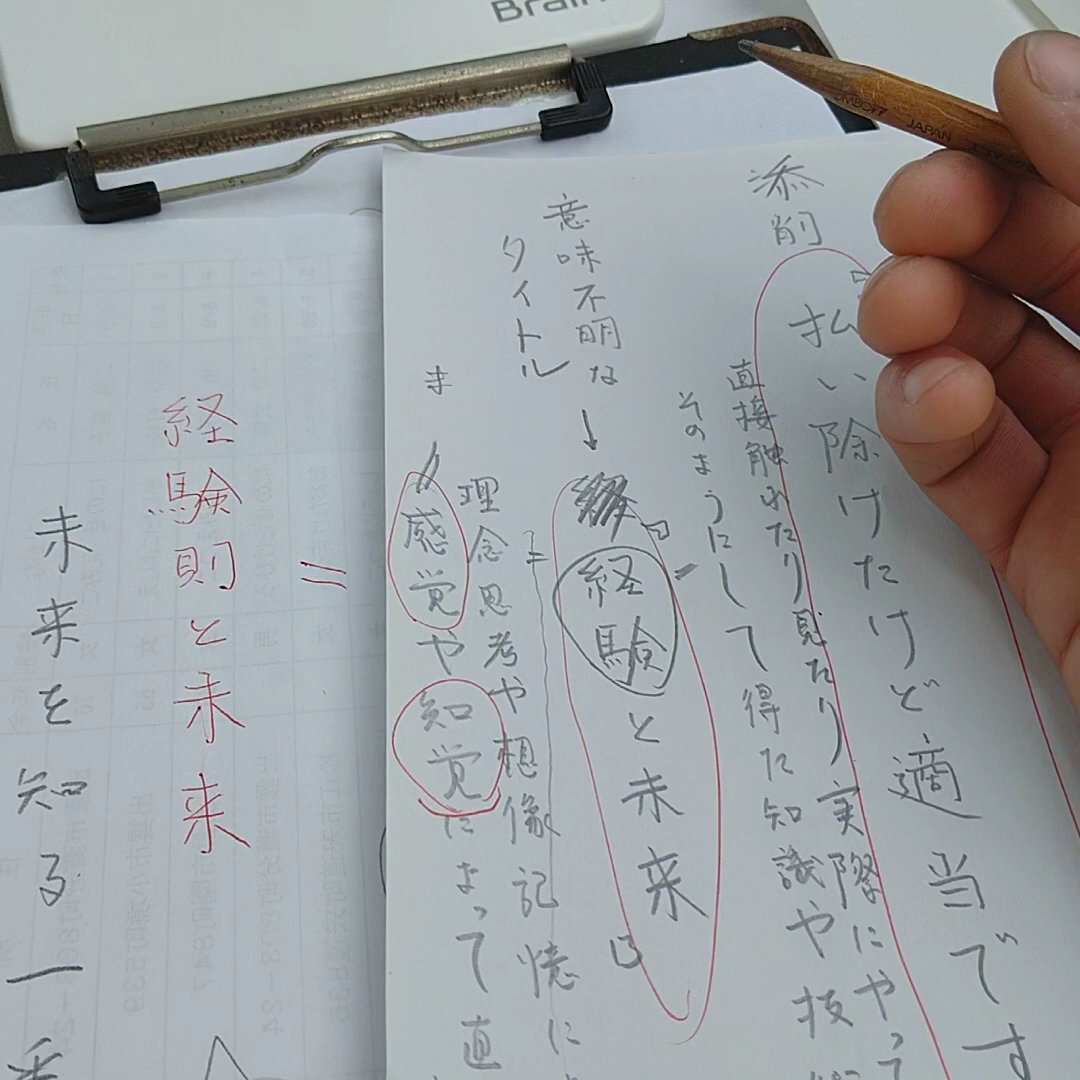 Brain
JAPAN
添削
払い除けたけど適当です
直接触れたり見たり実際にやって
そのようにして得た知識や技
意味不明な
タイトル
↓
「経験と未来」
=
理念思考や想像記憶に
感覚や知覚によって直
=
経験則と未来
未来を知る一番